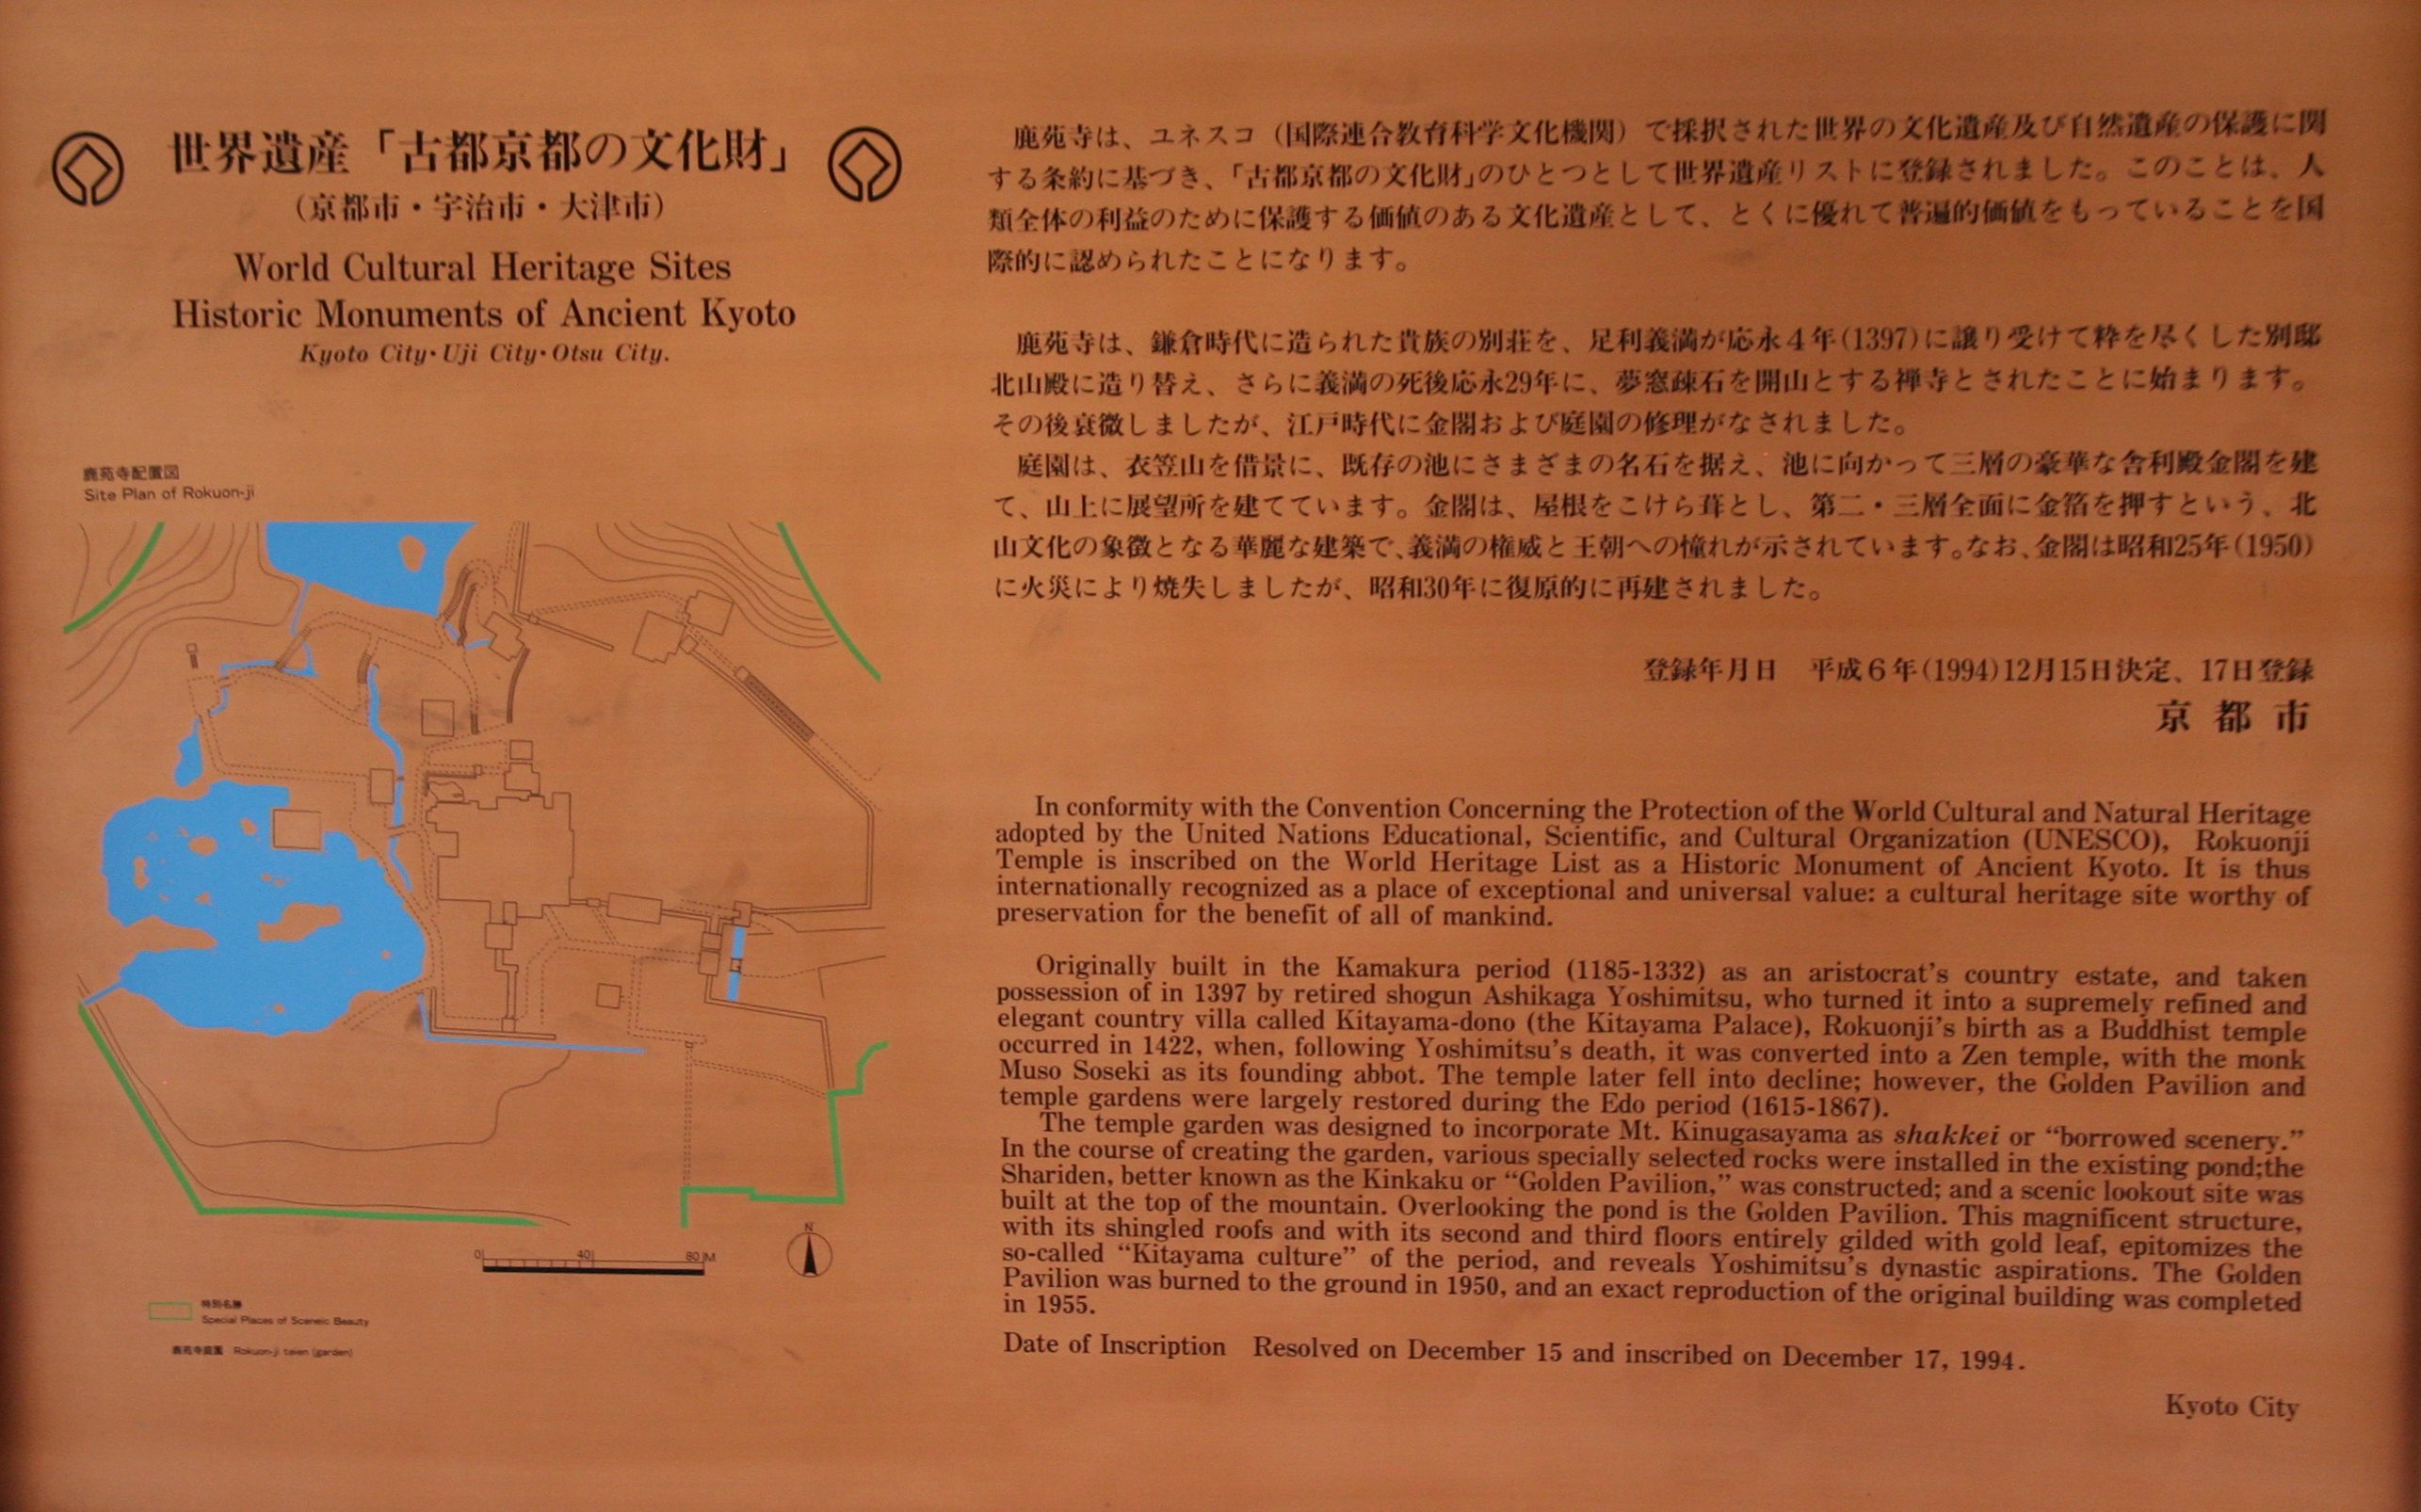 世界遺産「古都京都の文化財」
(京都市・宇治市・大津市)
World Cultural Heritage Sites
Historic Monuments of Ancient Kyoto
Kyoto City・Uji City・Otsu City.
鹿苑寺配置図
Site Plan of Rokuon-ji
N
0 40 80 M
特別名勝
Special Places of Sceneic Beauty
鹿苑寺庭園 Rokuon-ji teien (garden)
鹿苑寺は、ユネスコ(国際連合教育科学文化機関)で採択された世界の文化遺産及び自然遺産の保護に関
する条約に基づき、「古都京都の文化財」のひとつとして世界遺産リストに登録されました。このことは、人
類全体の利益のために保護する価値のある文化遺産として、とくに優れて普遍的価値をもっていることを国
際的に認められたことになります。
鹿苑寺は、鎌倉時代に造られた貴族の別荘を、足利義満が応永4年(1397)に譲り受けて粋を尽くした別邸
北山殿に造り替え、さらに義満の死後応永29年に、夢窓疎石を開山とする禅寺とされたことに始まります。
その後衰微しましたが、江戸時代に金閣および庭園の修理がなされました。
庭園は、衣笠山を借景に、既存の池にさまざまの名石を据え、池に向かって三層の豪華な舎利殿金閣を建
て、山上に展望所を建てています。金閣は、屋根をこけら葺とし、第二・三層全面に金箔を押すという、北
山文化の象徴となる華麗な建築で、義満の権威と王朝への憧れが示されています。なお、金閣は昭和25年(1950)
に火災により焼失しましたが、昭和30年に復原的に再建されました。
登録年月日 平成6年(1994)12月15日決定、17日登録
京都市
In conformity with the Convention Concerning the Protection of the World Cultural and Natural Heritage
adopted by the United Nations Educational, Scientific, and Cultural Organization (UNESCO), Rokuonji
Temple is inscribed on the World Heritage List as a Historic Monument of Ancient Kyoto. It is thus
internationally recognized as a place of exceptional and universal value: a cultural heritage site worthy of
preservation for the benefit of all of mankind.
Originally built in the Kamakura period (1185-1332) as an aristocrat's country estate, and taken
possession of in 1397 by retired shogun Ashikaga Yoshimitsu, who turned it into a supremely refined and
elegant country villa called Kitayama-dono (the Kitayama Palace), Rokuonji's birth as a Buddhist temple
occurred in 1422, when, following Yoshimitsu's death, it was converted into a Zen temple, with the monk
Muso Soseki as its founding abbot. The temple later fell into decline; however, the Golden Pavilion and
temple gardens were largely restored during the Edo period (1615-1867).
The temple garden was designed to incorporate Mt. Kinugasayama as shakkei or “borrowed scenery.”
In the course of creating the garden, various specially selected rocks were installed in the existing pond;the
Shariden, better known as the Kinkaku or “Golden Pavilion,” was constructed; and a scenic lookout site was
built at the top of the mountain. Overlooking the pond is the Golden Pavilion. This magnificent structure,
with its shingled roofs and with its second and third floors entirely gilded with gold leaf, epitomizes the
so-called “Kitayama culture” of the period, and reveals Yoshimitsu's dynastic aspirations. The Golden
Pavilion was burned to the ground in 1950, and an exact reproduction of the original building was completed
in 1955.
Date of Inscription Resolved on December 15 and inscribed on December 17, 1994.
Kyoto City